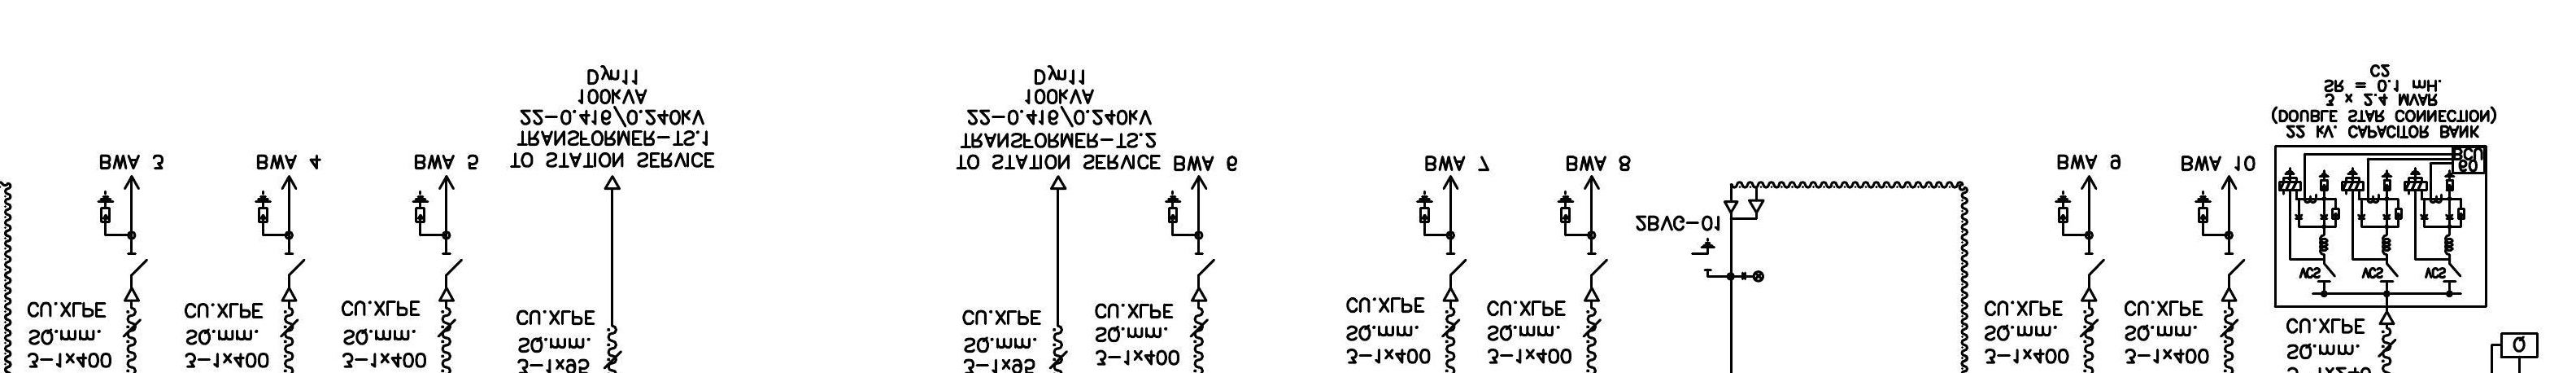 3-1x400
SQ.mm.
CU.XLPE
BWA 3
3-1x400
SQ.mm.
CU.XLPE
BWA 4
3-1x400
SQ.mm.
CU.XLPE
BWA 5
3-1x95
SQ.mm.
CU.XLPE
TO STATION SERVICE
TRANSFORMER-TS.1
22-0.416/0.240kV
100kVA
Dyn11
3-1x95
SQ.mm.
CU.XLPE
TO STATION SERVICE
TRANSFORMER-TS.2
22-0.416/0.240kV
100kVA
Dyn11
3-1x400
SQ.mm.
CU.XLPE
BWA 6
3-1x400
SQ.mm.
CU.XLPE
BWA 7
3-1x400
SQ.mm.
CU.XLPE
BWA 8
2BVG-01
3-1x400
SQ.mm.
CU.XLPE
BWA 9
3-1x400
SQ.mm.
CU.XLPE
BWA 10
SQ.mm.
CU.XLPE
VCS VCS VCS
60
BCU
22 kV. CAPACITOR BANK
(DOUBLE STAR CONNECTION)
3 x 2.4 MVAR
SR = 0.1 mH.
C2
Q